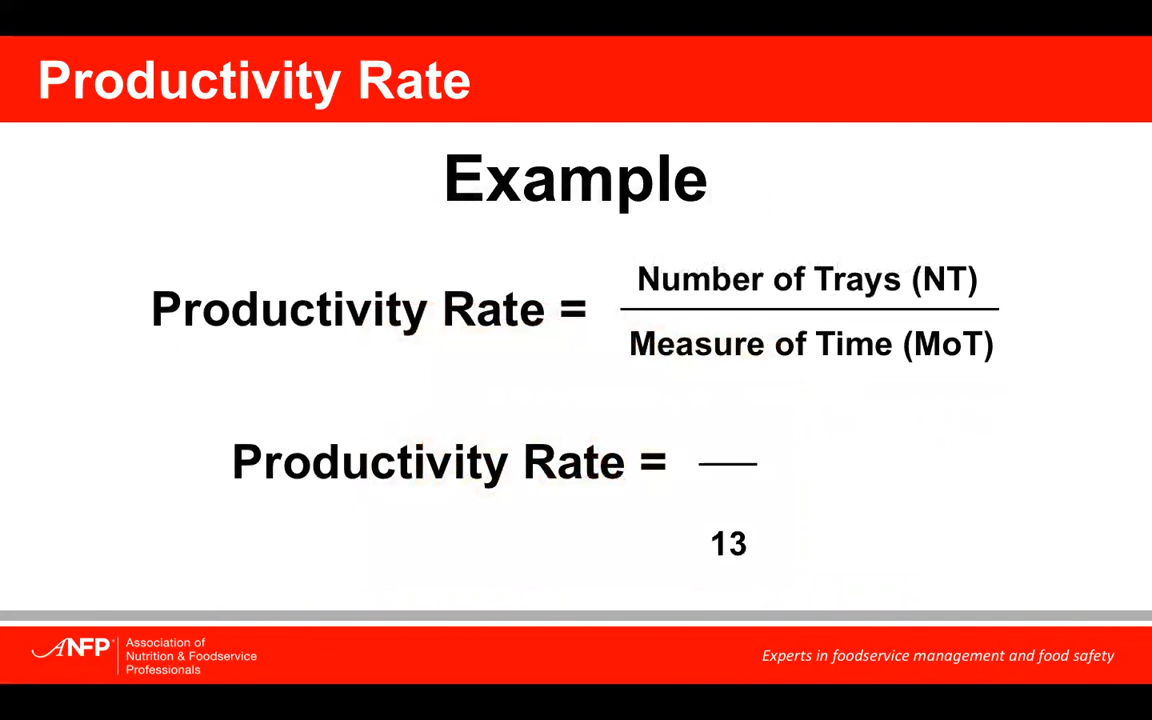 Productivity Rate
Example
Productivity Rate =
Number of Trays (NT)
Measure of Time (MoT)
Productivity Rate =
13
ANFP®
Association of
Nutrition & Foodservice
Professionals
Experts in foodservice management and food safety